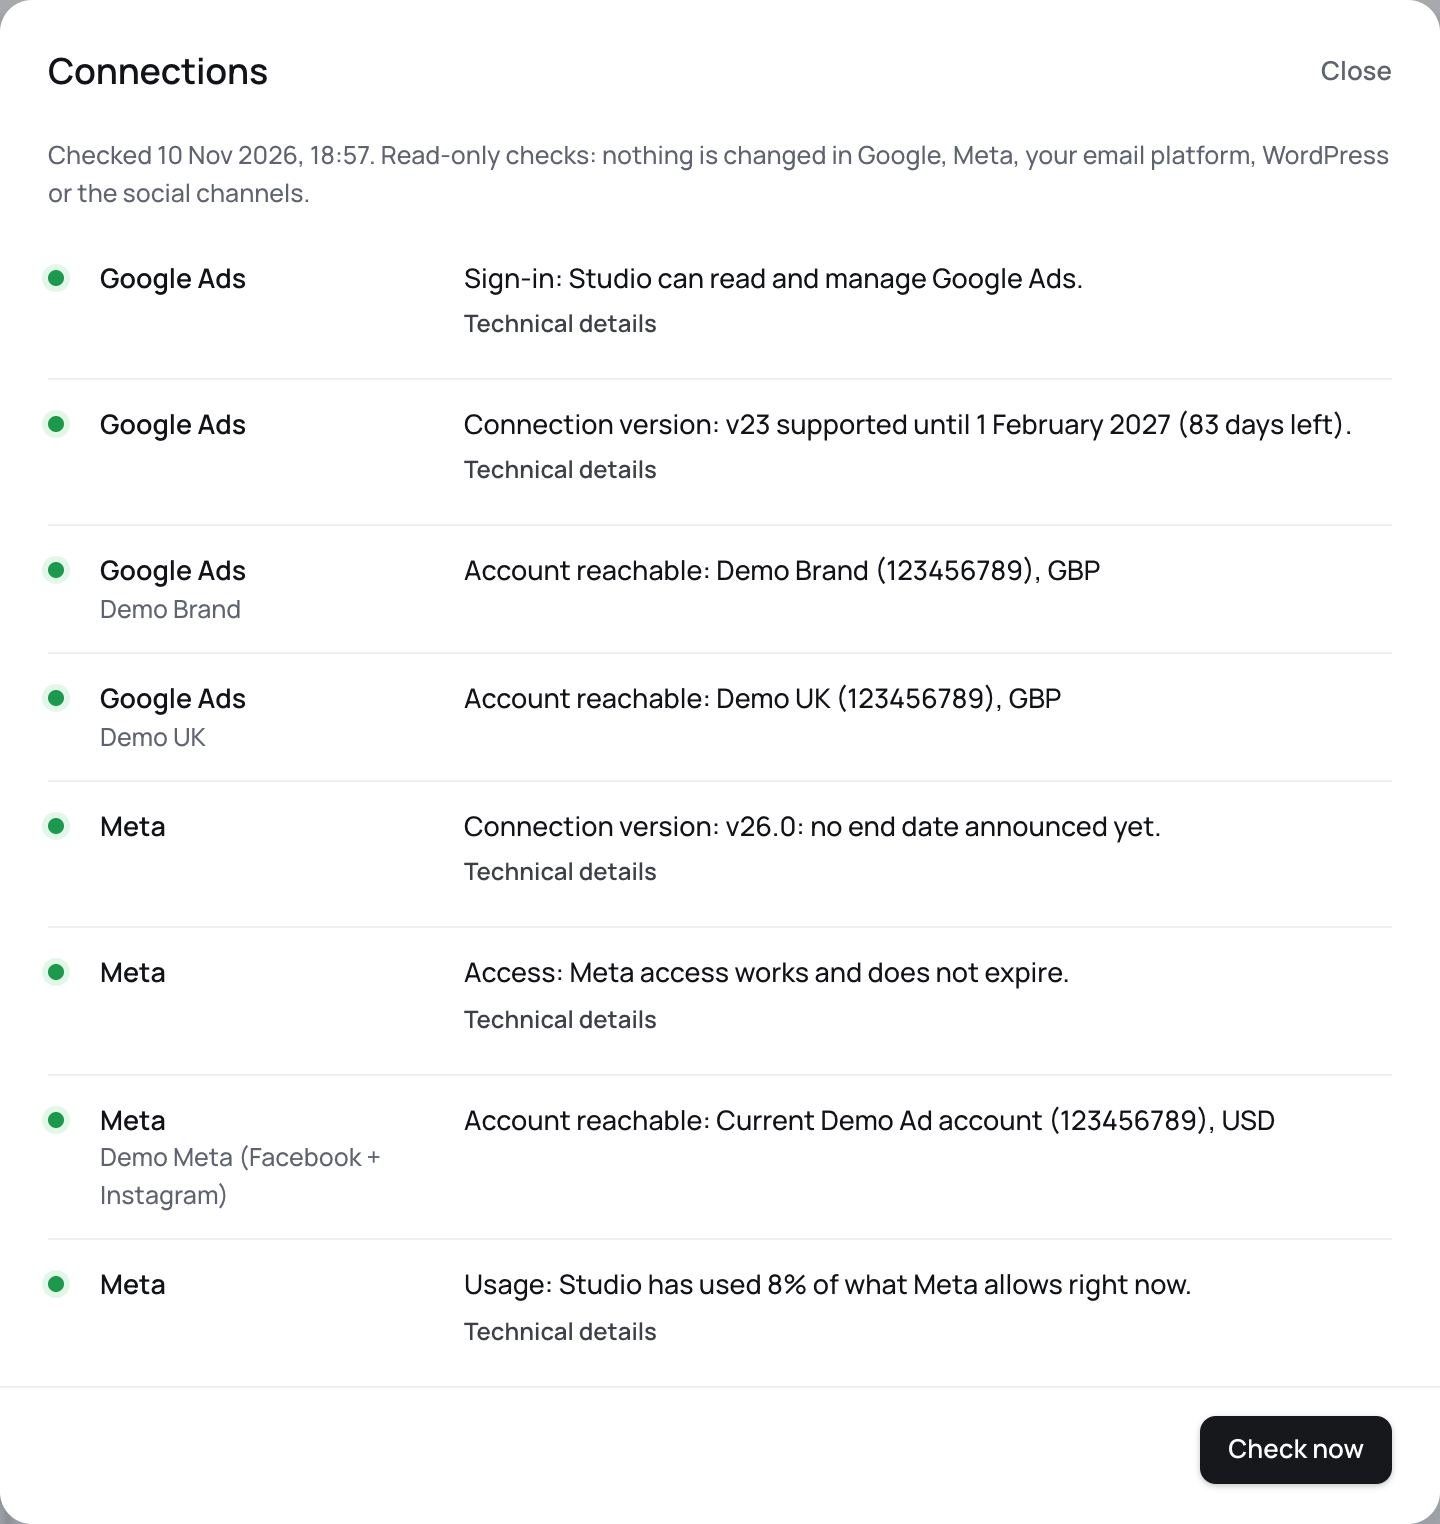 Connections
Close
Checked 10 Nov 2026, 18:57. Read-only checks: nothing is changed in Google, Meta, your email platform, WordPress
or the social channels.
Google Ads
Sign-in: Studio can read and manage Google Ads.
Technical details
Google Ads
Connection version: v23 supported until 1 February 2027 (83 days left).
Technical details
Google Ads
Demo Brand
Account reachable: Demo Brand (123456789), GBP
Google Ads
Demo UK
Account reachable: Demo UK (123456789), GBP
Meta
Connection version: v26.0: no end date announced yet.
Technical details
Meta
Access: Meta access works and does not expire.
Technical details
Meta
Demo Meta (Facebook +
Instagram)
Account reachable: Current Demo Ad account (123456789), USD
Meta
Usage: Studio has used 8% of what Meta allows right now.
Technical details
Check now